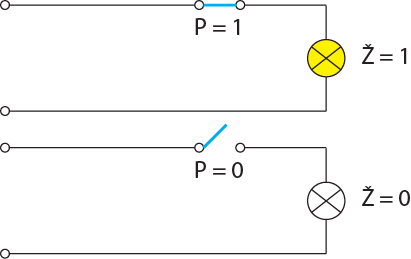 P = 1
Ž = 1
P = 0
Ž = 0